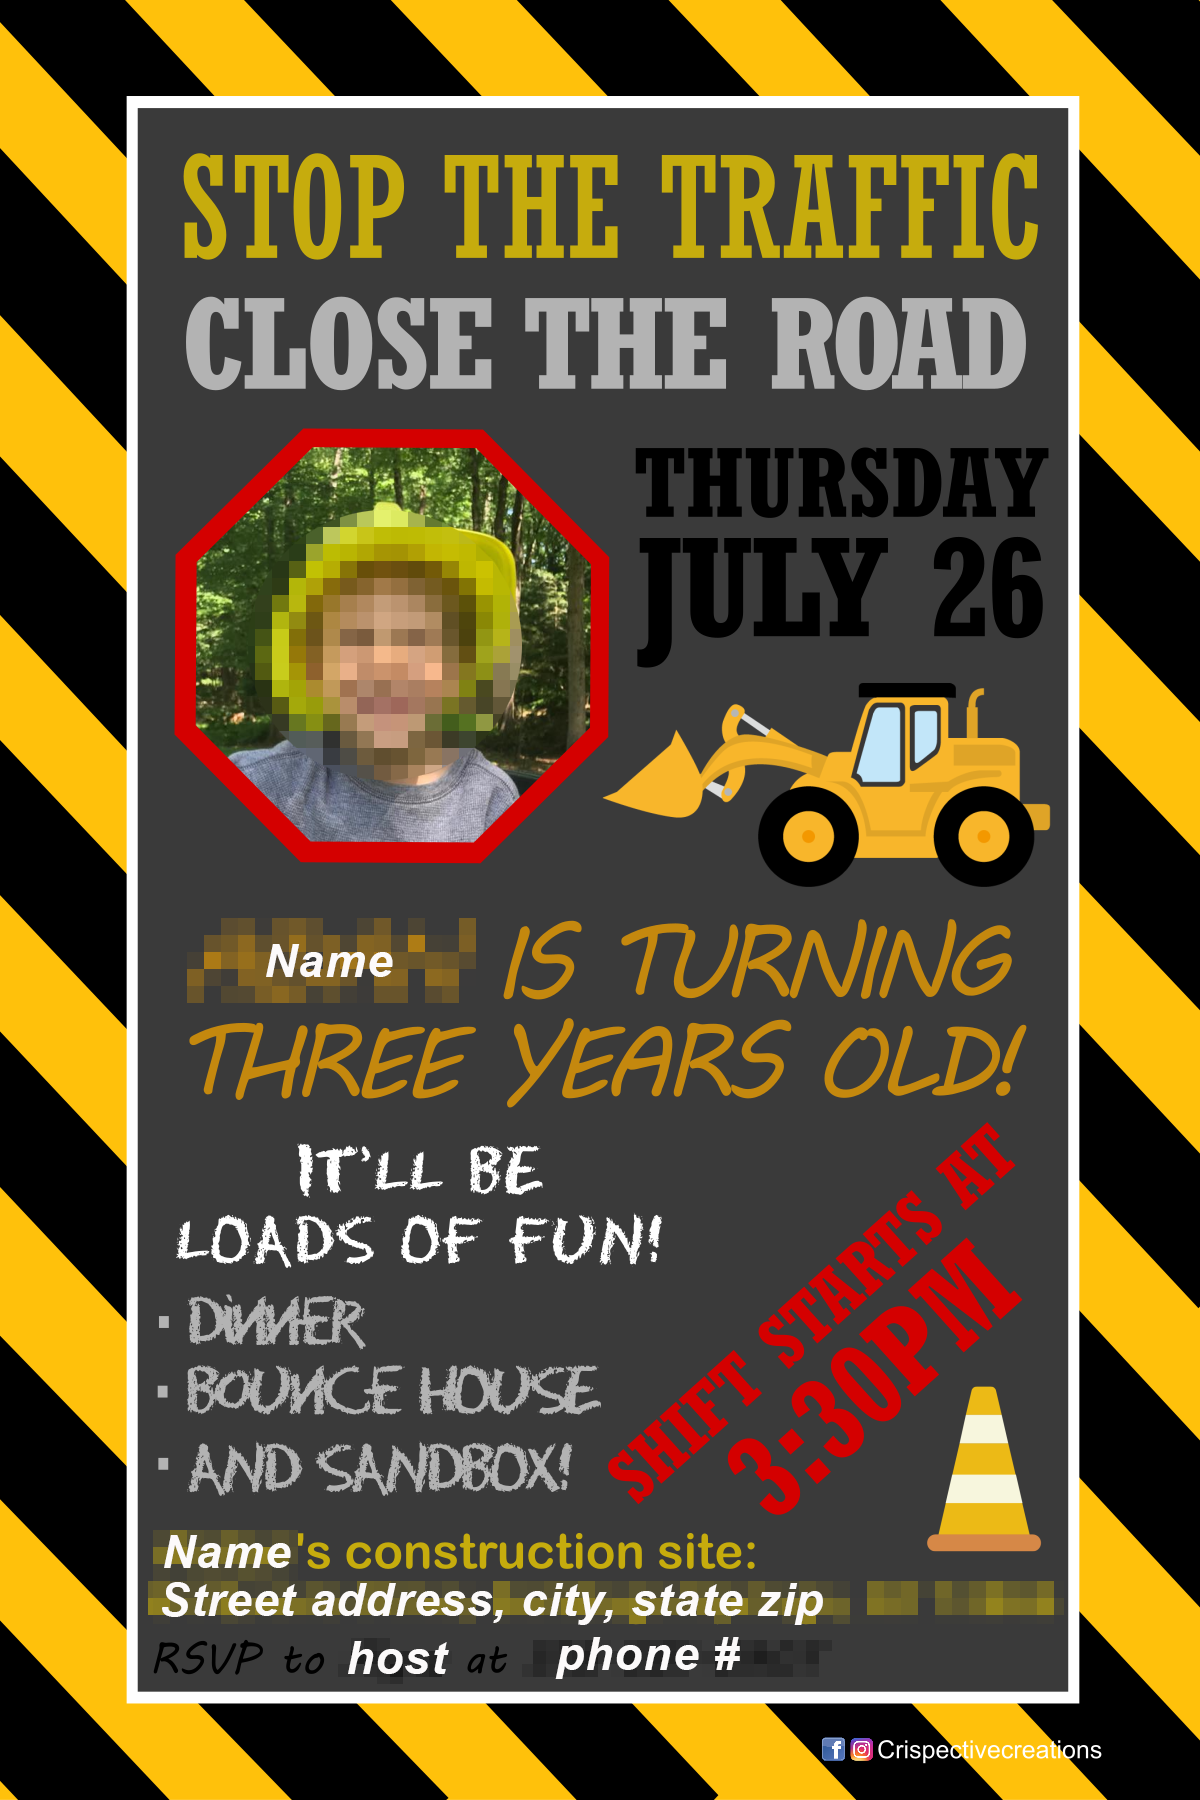 STOP THE TRAFFIC
CLOSE THE ROAD
THURSDAY
JULY 26
Name IS TURNING
THREE YEARS OLD!
IT'LL BE
LOADS OF FUN!
· DINNER
· BOUNCE HOUSE
· AND SANDBOX!
SHIFT STARTS AT
3:30PM
Name's construction site:
Street address, city, state zip
RSVP to host at phone #
Crispectivecreations